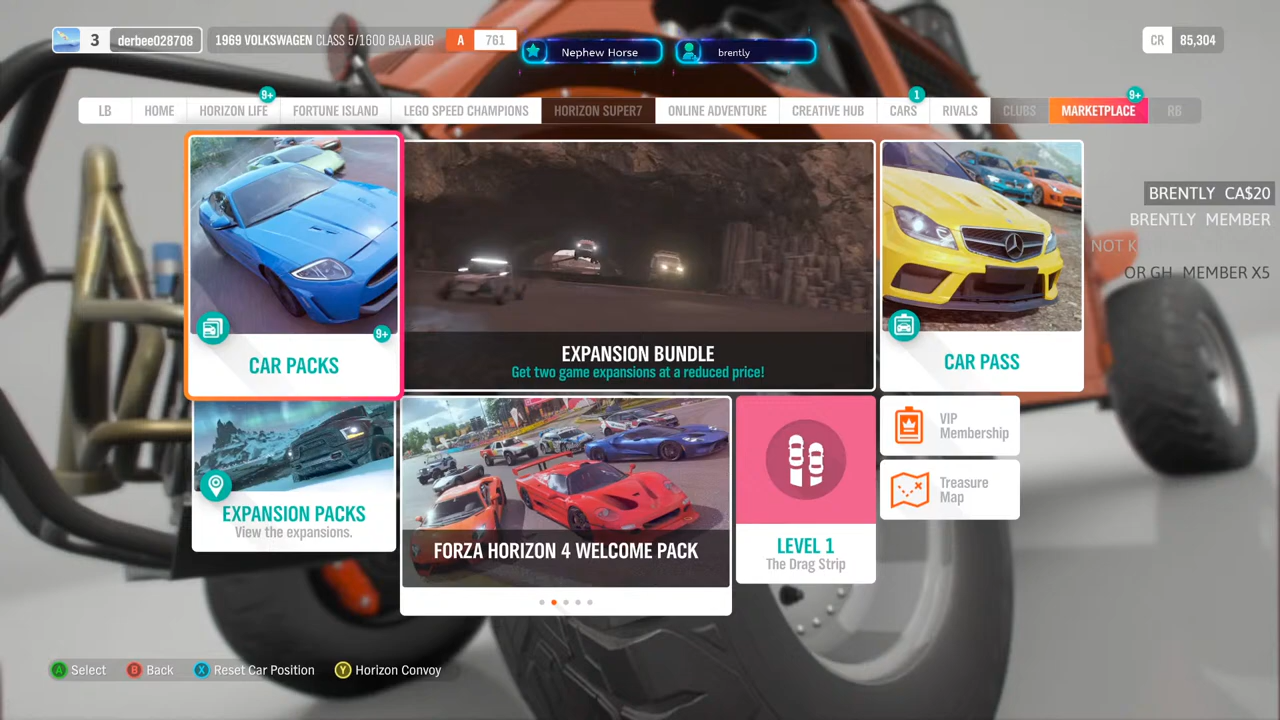 3 derbee028708 1969 VOLKSWAGEN CLASS 5/1600 BAJA BUG A 761
Nephew Horse
brently
CR 85,304
9+
1
9+
LB HOME HORIZON LIFE FORTUNE ISLAND LEGO SPEED CHAMPIONS HORIZON SUPER7 ONLINE ADVENTURE CREATIVE HUB CARS RIVALS CLUBS MARKETPLACE RB
BRENTLY CA$20
BRENTLY MEMBER
NOT K
OR GH MEMBER X5
9+
CAR PACKS
EXPANSION BUNDLE
Get two game expansions at a reduced price!
CAR PASS
EXPANSION PACKS
View the expansions.
FORZA HORIZON 4 WELCOME PACK
LEVEL 1
The Drag Strip
VIP
Membership
Treasure
Map
A Select B Back X Reset Car Position Y Horizon Convoy